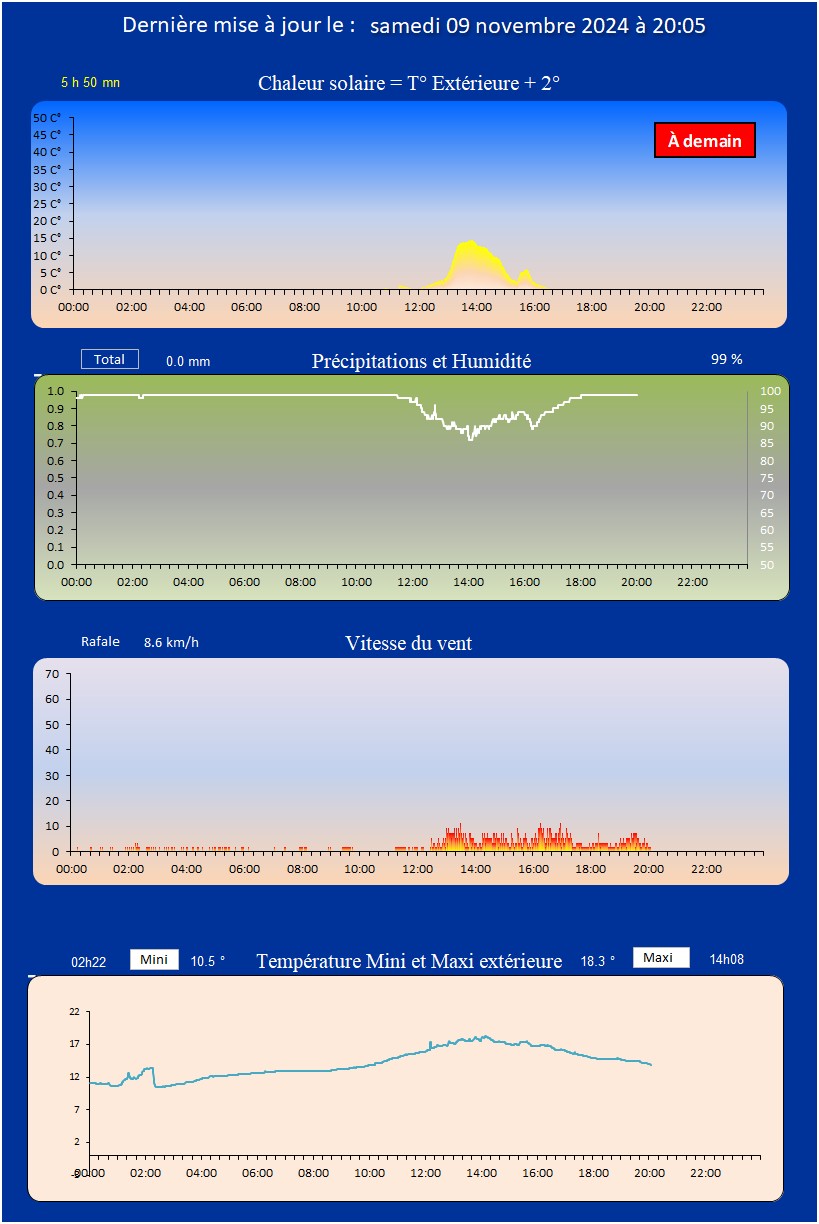 Dernière mise à jour le : samedi 09 novembre 2024 à 20:05
5 h 50 mn
Chaleur solaire = T° Extérieure + 2°
À demain
50 C°
45 C°
40 C°
35 C°
30 C°
25 C°
20 C°
15 C°
10 C°
5 C°
0 C°
00:00 02:00 04:00 06:00 08:00 10:00 12:00 14:00 16:00 18:00 20:00 22:00
Total 0.0 mm Précipitations et Humidité 99 %
1.0 100
0.9 95
0.8 90
0.7 85
0.6 80
0.5 75
0.4 70
0.3 65
0.2 60
0.1 55
0.0 50
00:00 02:00 04:00 06:00 08:00 10:00 12:00 14:00 16:00 18:00 20:00 22:00
Rafale 8.6 km/h Vitesse du vent
70
60
50
40
30
20
10
0
00:00 02:00 04:00 06:00 08:00 10:00 12:00 14:00 16:00 18:00 20:00 22:00
02h22 Mini 10.5 ° Température Mini et Maxi extérieure 18.3 ° Maxi 14h08
22
17
12
7
2
-3
00:00 02:00 04:00 06:00 08:00 10:00 12:00 14:00 16:00 18:00 20:00 22:00